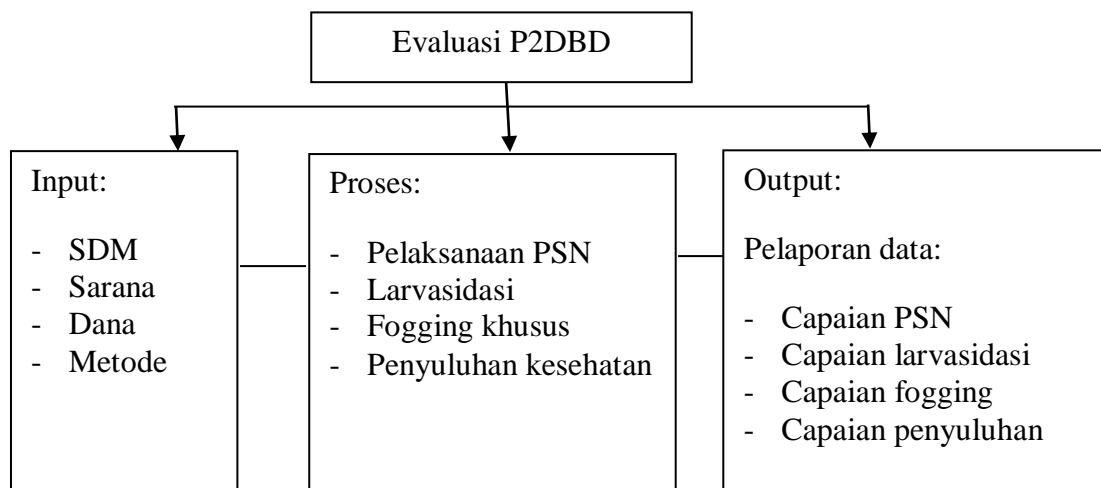 Evaluasi P2DBD
Input:
- SDM
- Sarana
- Dana
- Metode
Proses:
- Pelaksanaan PSN
- Larvasidasi
- Fogging khusus
- Penyuluhan kesehatan
Output:
Pelaporan data:
- Capaian PSN
- Capaian larvasidasi
- Capaian fogging
- Capaian penyuluhan